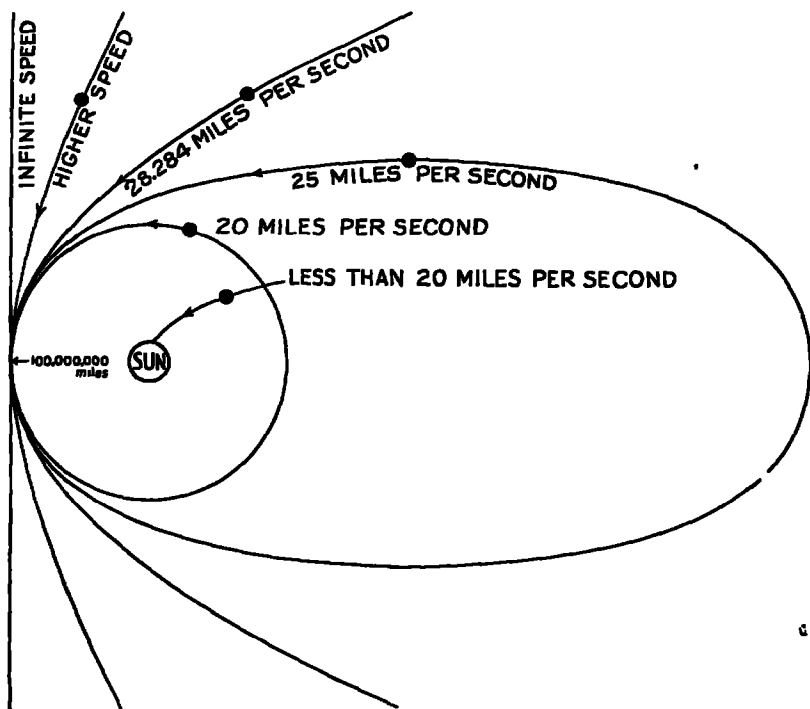 INFINITE SPEED
HIGHER SPEED
28.284 MILES PER SECOND
25 MILES PER SECOND
20 MILES PER SECOND
LESS THAN 20 MILES PER SECOND
100,000,000
miles
SUN